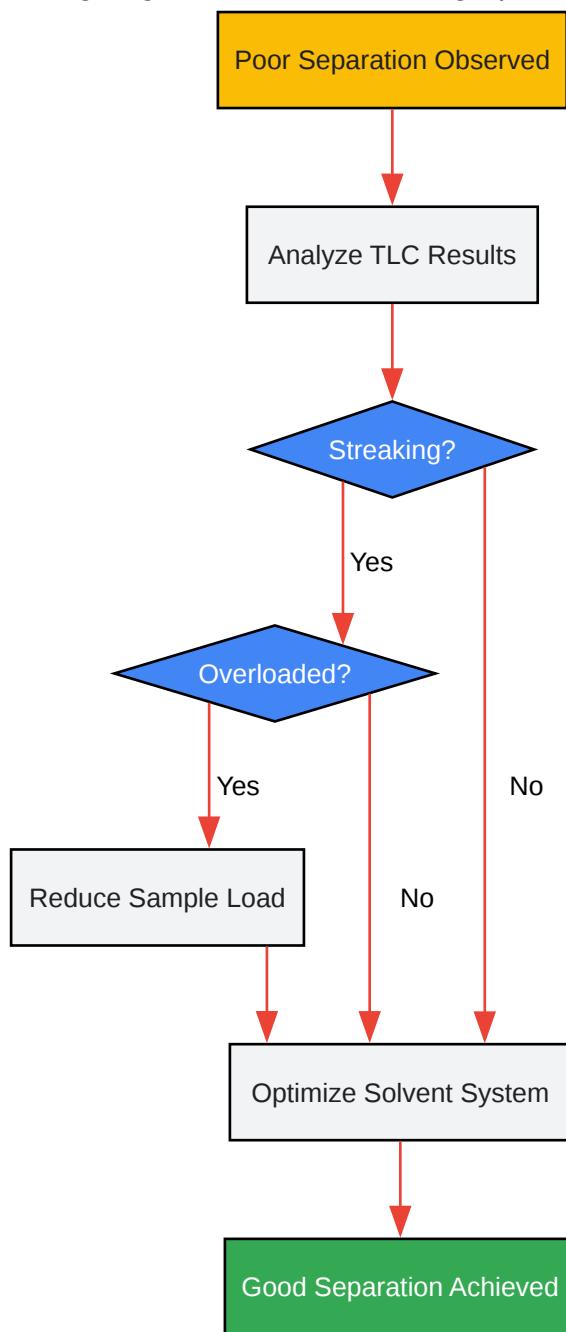 Poor Separation Observed
Analyze TLC Results
Streaking?
Yes
Overloaded?
Yes
No
Reduce Sample Load
No
Optimize Solvent System
Good Separation Achieved